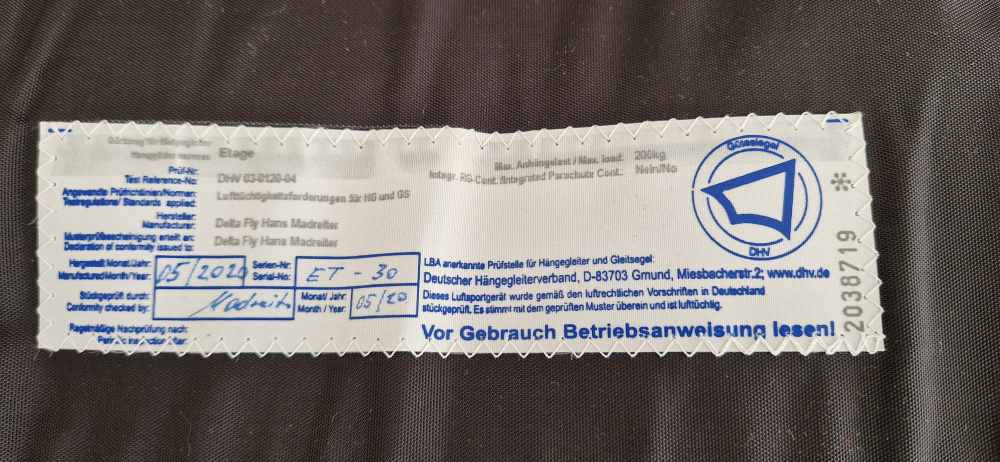 Gurtzeug für Hängegleiter
Etage
Prüf-Nr:
Test Reference-No:
DHV 03-0120-04
Angewandte Prüfrichtlinien/Normen:
Testregulations/ Standards applied:
Lufttüchtigkeitsforderungen für HG und GS
Hersteller:
Manufacturer:
Delta Fly Hans Madreiter
Musterprüfbescheinigung erteilt an:
Declaration of conformity issued to:
Delta Fly Hans Madreiter
Hergestellt Monat/Jahr:
Manufactured Month/Year:
05/2020
Serien-Nr:
Serial-No:
ET - 30
Stückgeprüft durch:
Conformity checked by:
Madreiter
Monat/ Jahr:
Month / Year:
05/20
Regelmäßige Nachprüfung nach:
Max. Anhängelast / Max. load: 200kg
Integr. RG-Cont. /Integrated Parachute Cont.: Nein/No
Gütesiegel
DHV
LBA anerkannte Prüfstelle für Hängegleiter und Gleitsegel:
Deutscher Hängegleiterverband, D-83703 Gmund, Miesbacherstr.2; www.dhv.de
Dieses Luftsportgerät wurde gemäß den luftrechtlichen Vorschriften in Deutschland
stückgeprüft. Es stimmt mit dem geprüften Muster überein und ist lufttüchtig.
Vor Gebrauch Betriebsanweisung lesen!
2038719 *